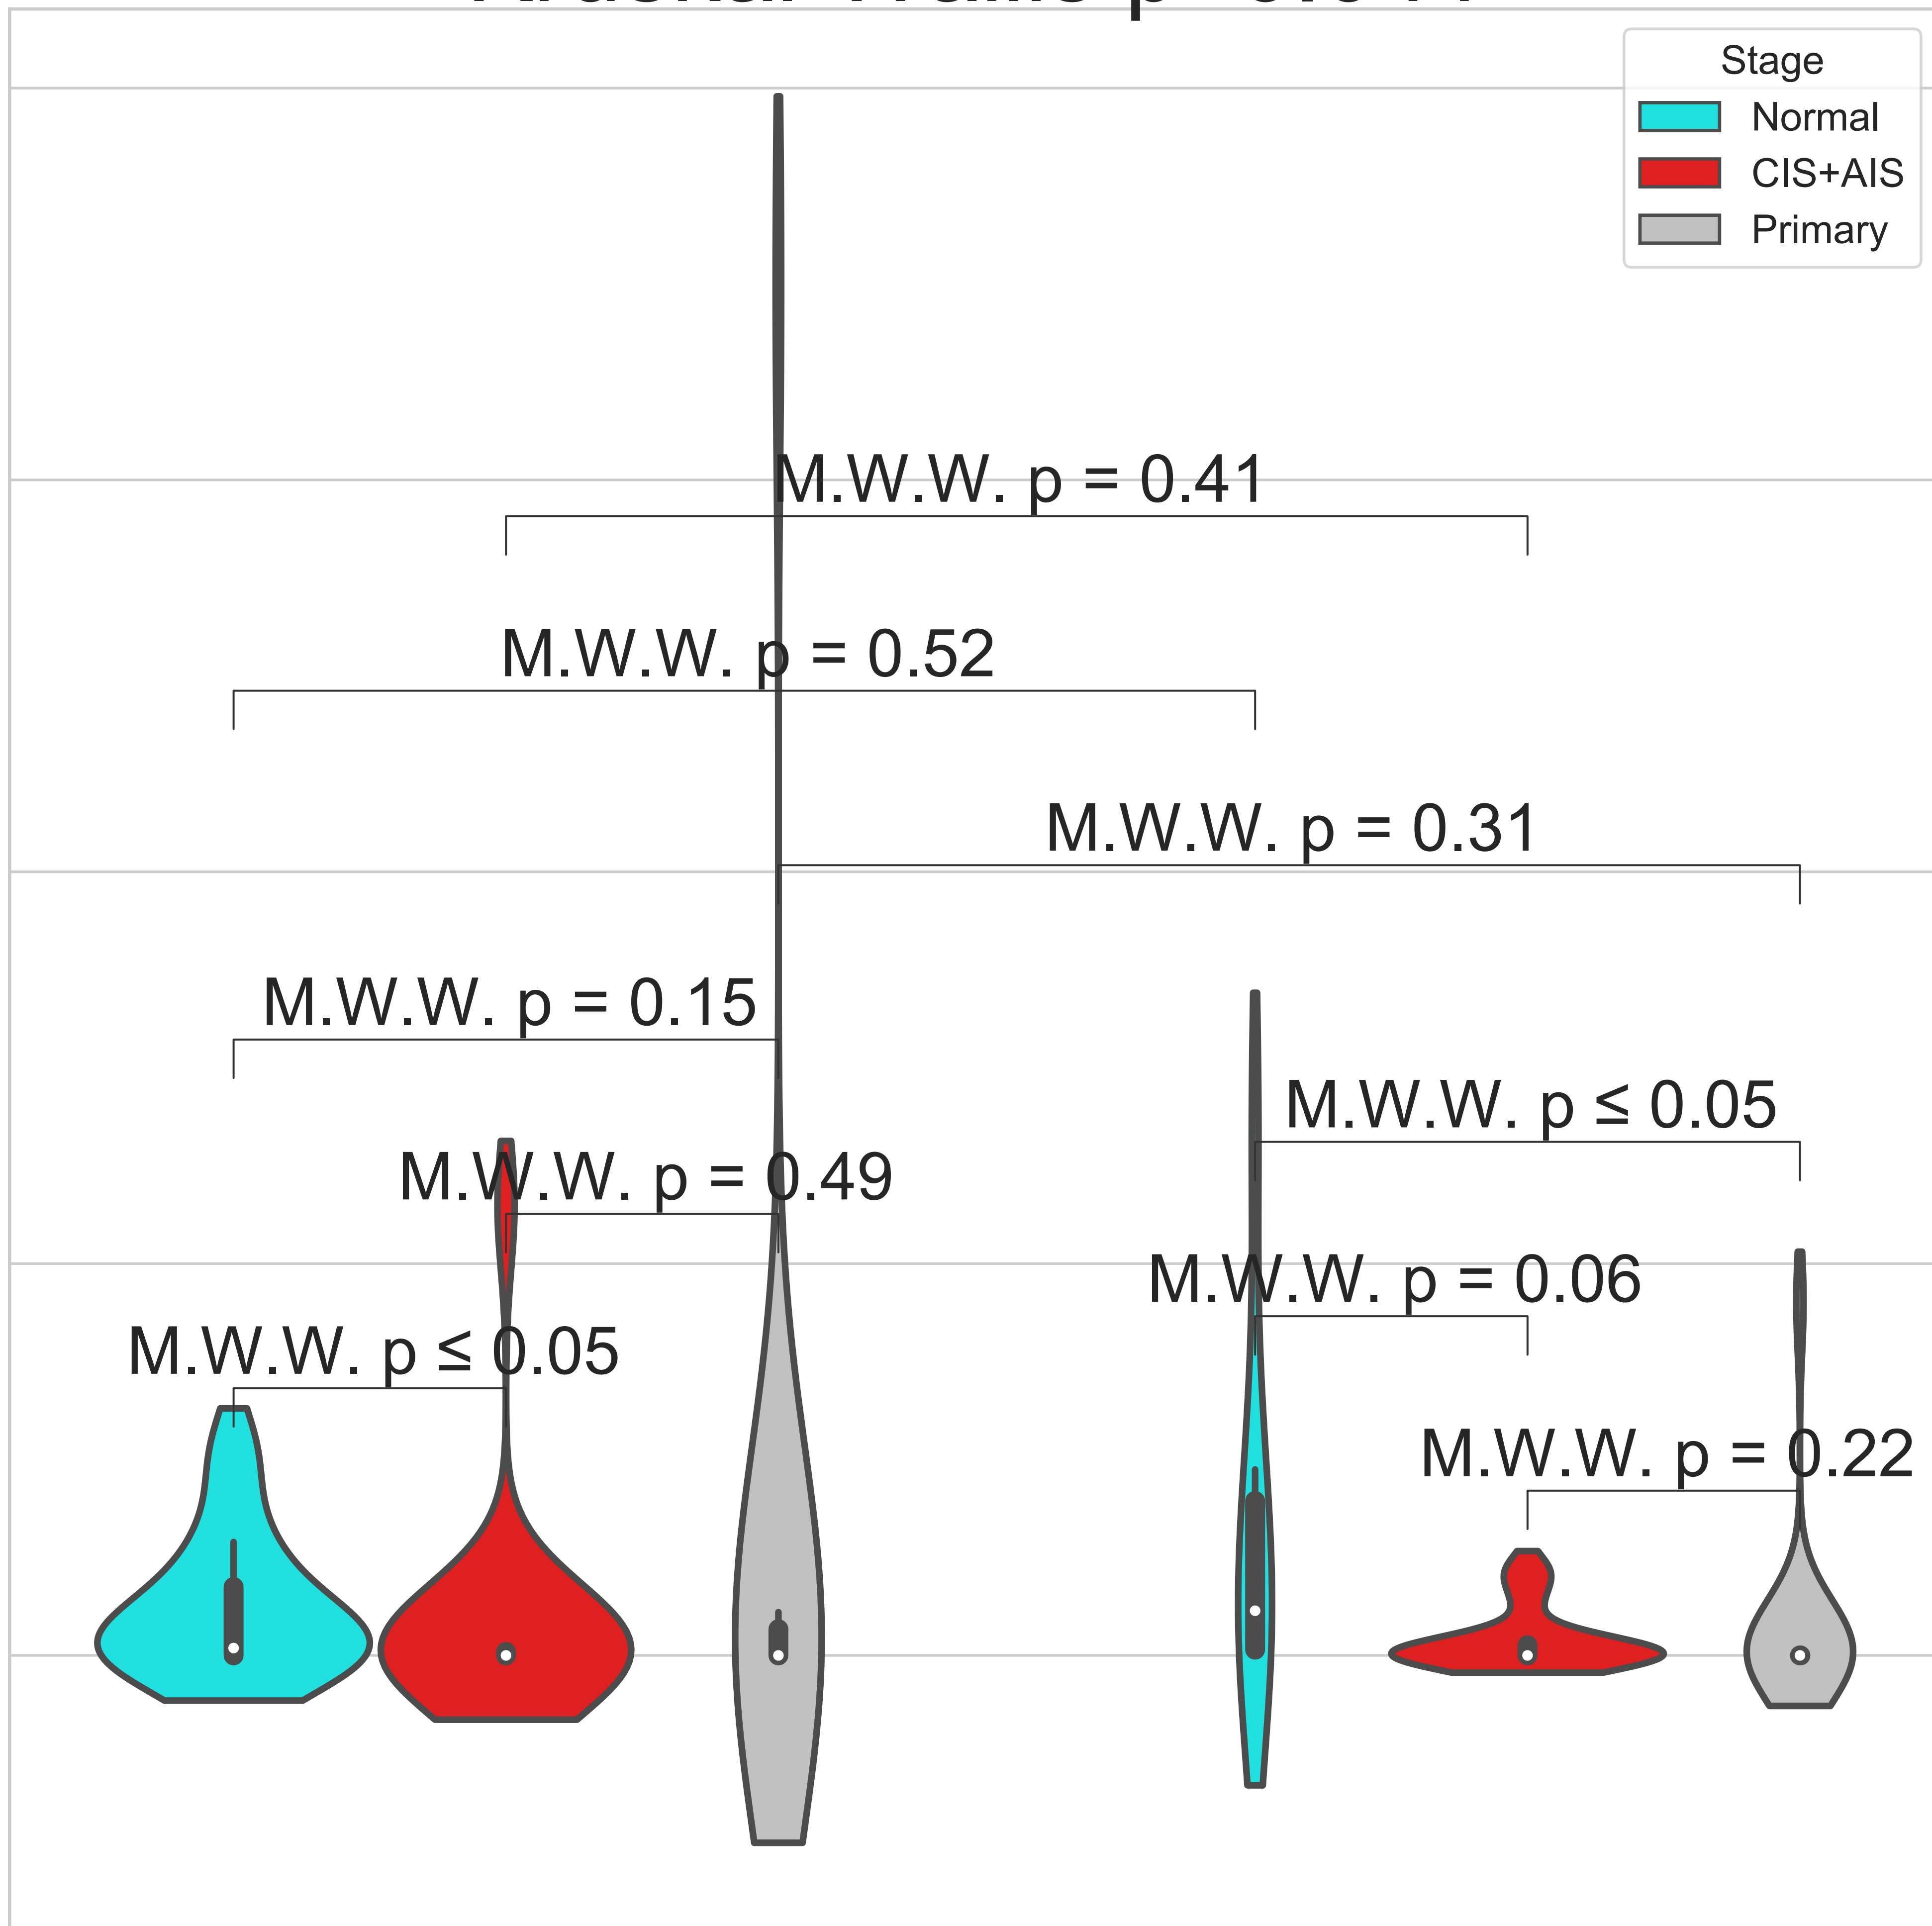 Stage
Normal
CIS+AIS
Primary
M.W.W. p = 0.41
M.W.W. p = 0.52
M.W.W. p = 0.31
M.W.W. p = 0.15
M.W.W. p ≤ 0.05
M.W.W. p = 0.49
M.W.W. p = 0.06
M.W.W. p ≤ 0.05
M.W.W. p = 0.22